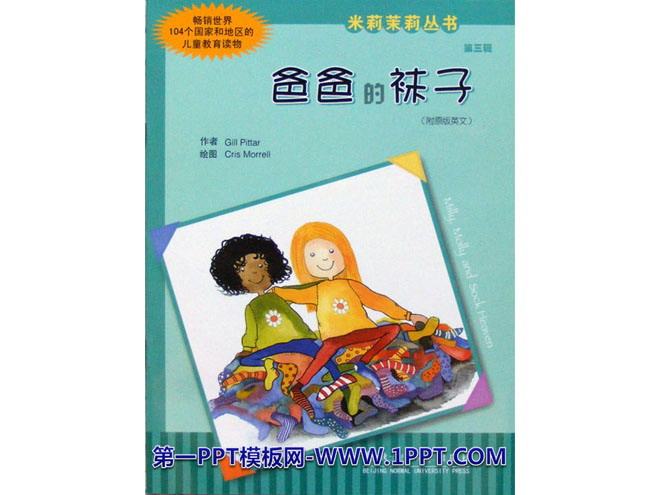 畅销世界
104个国家和地区的
儿童教育读物
米莉茉莉丛书
第三辑
爸爸的袜子
(附原版英文)
作者 Gill Pittar
绘图 Cris Morrell
Milly, Molly and Sock Heaven
第一PPT模板网-WWW.1PPT.COM
BEIJING NORMAL UNIVERSITY PRESS